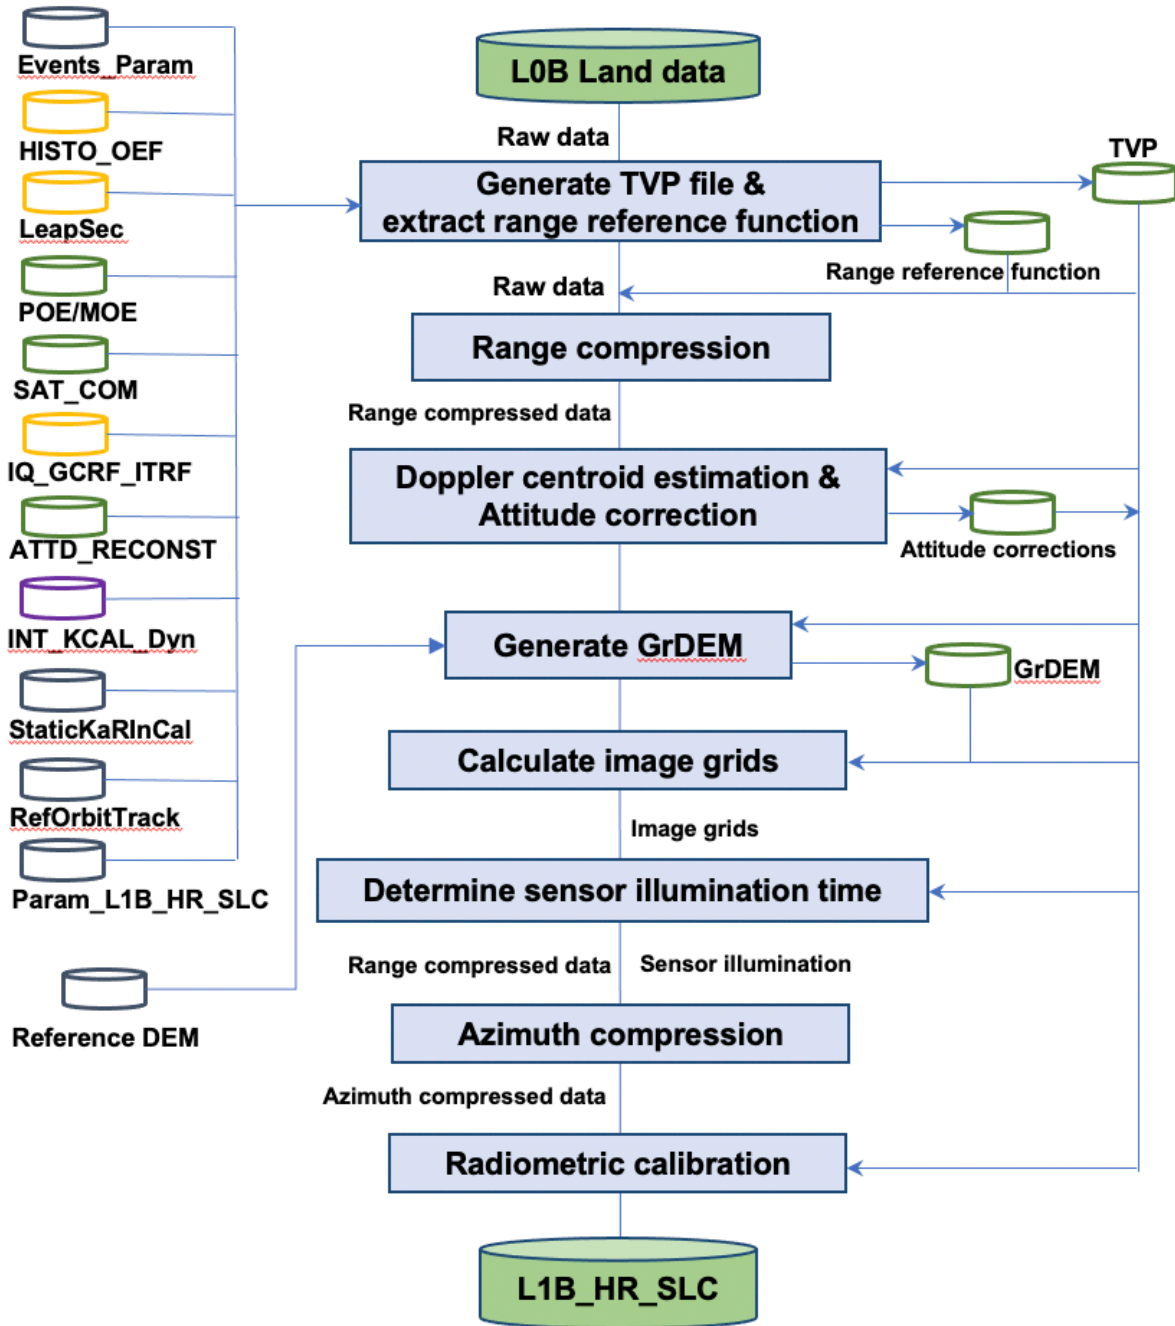 Events_Param
HISTO_OEF
LeapSec
POE/MOE
SAT_COM
IQ_GCRF_ITRF
ATTD_RECONST
INT_KCAL_Dyn
StaticKaRInCal
RefOrbitTrack
Param_L1B_HR_SLC
Reference DEM
L0B Land data
Raw data
Generate TVP file &
extract range reference function
TVP
Range reference function
Raw data
Range compression
Range compressed data
Doppler centroid estimation &
Attitude correction
Attitude corrections
Generate GrDEM
GrDEM
Calculate image grids
Image grids
Determine sensor illumination time
Range compressed data
Sensor illumination
Azimuth compression
Azimuth compressed data
Radiometric calibration
L1B_HR_SLC